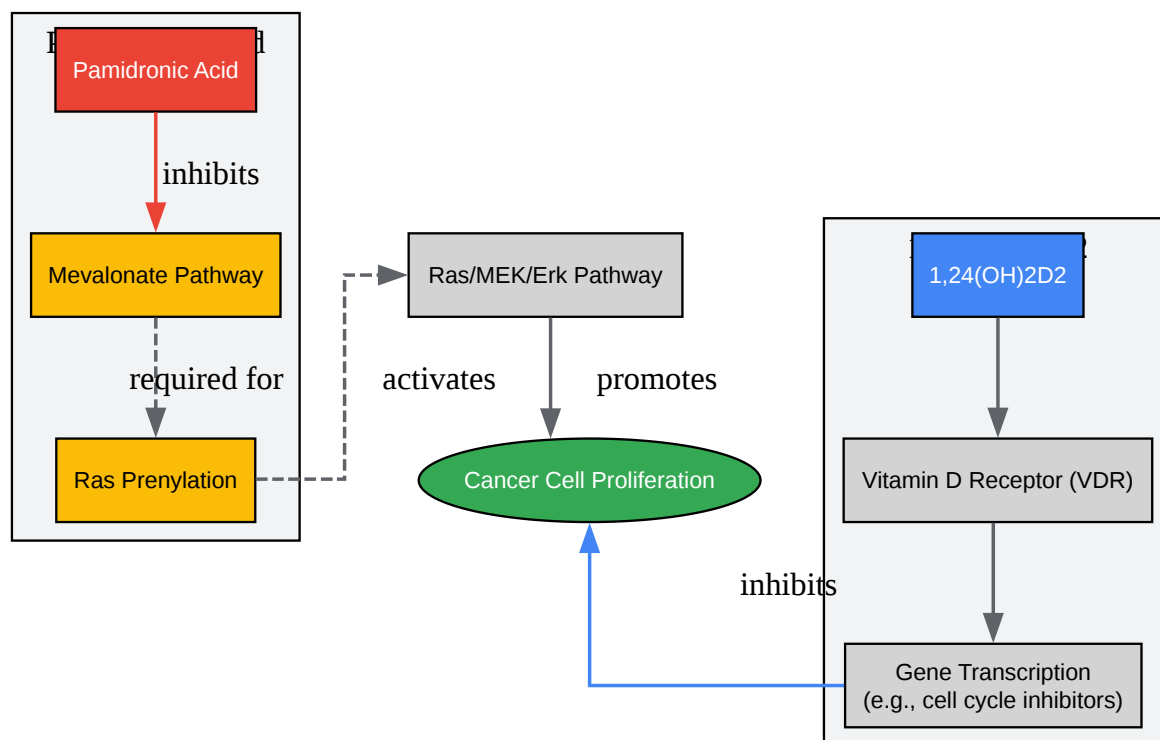 Pamidronic Acid
inhibits
Mevalonate Pathway
Ras/MEK/Erk Pathway
1,24(OH)2D2
required for
activates
promotes
Ras Prenylation
Cancer Cell Proliferation
Vitamin D Receptor (VDR)
inhibits
Gene Transcription
(e.g., cell cycle inhibitors)